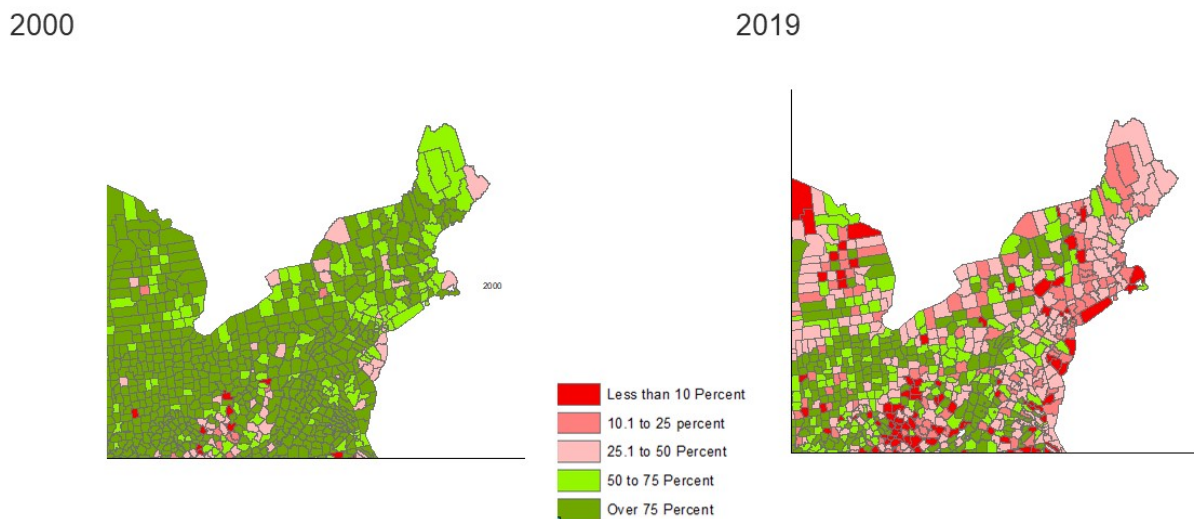 2000
2019
2000
Less than 10 Percent
10.1 to 25 percent
25.1 to 50 Percent
50 to 75 Percent
Over 75 Percent